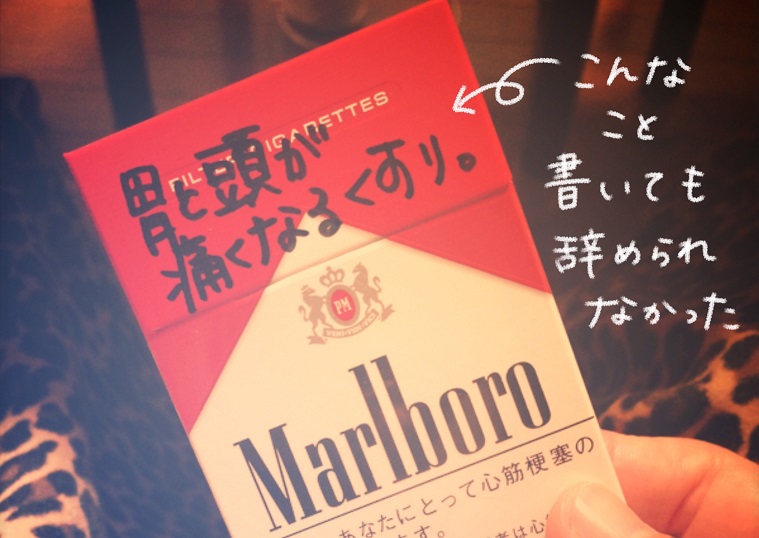 FILTER CIGARETTES
胃と頭が
痛くなるくすり。
PM
Marlboro
あなたにとって心筋梗塞の
こんな
こと
書いても
辞められ
なかった